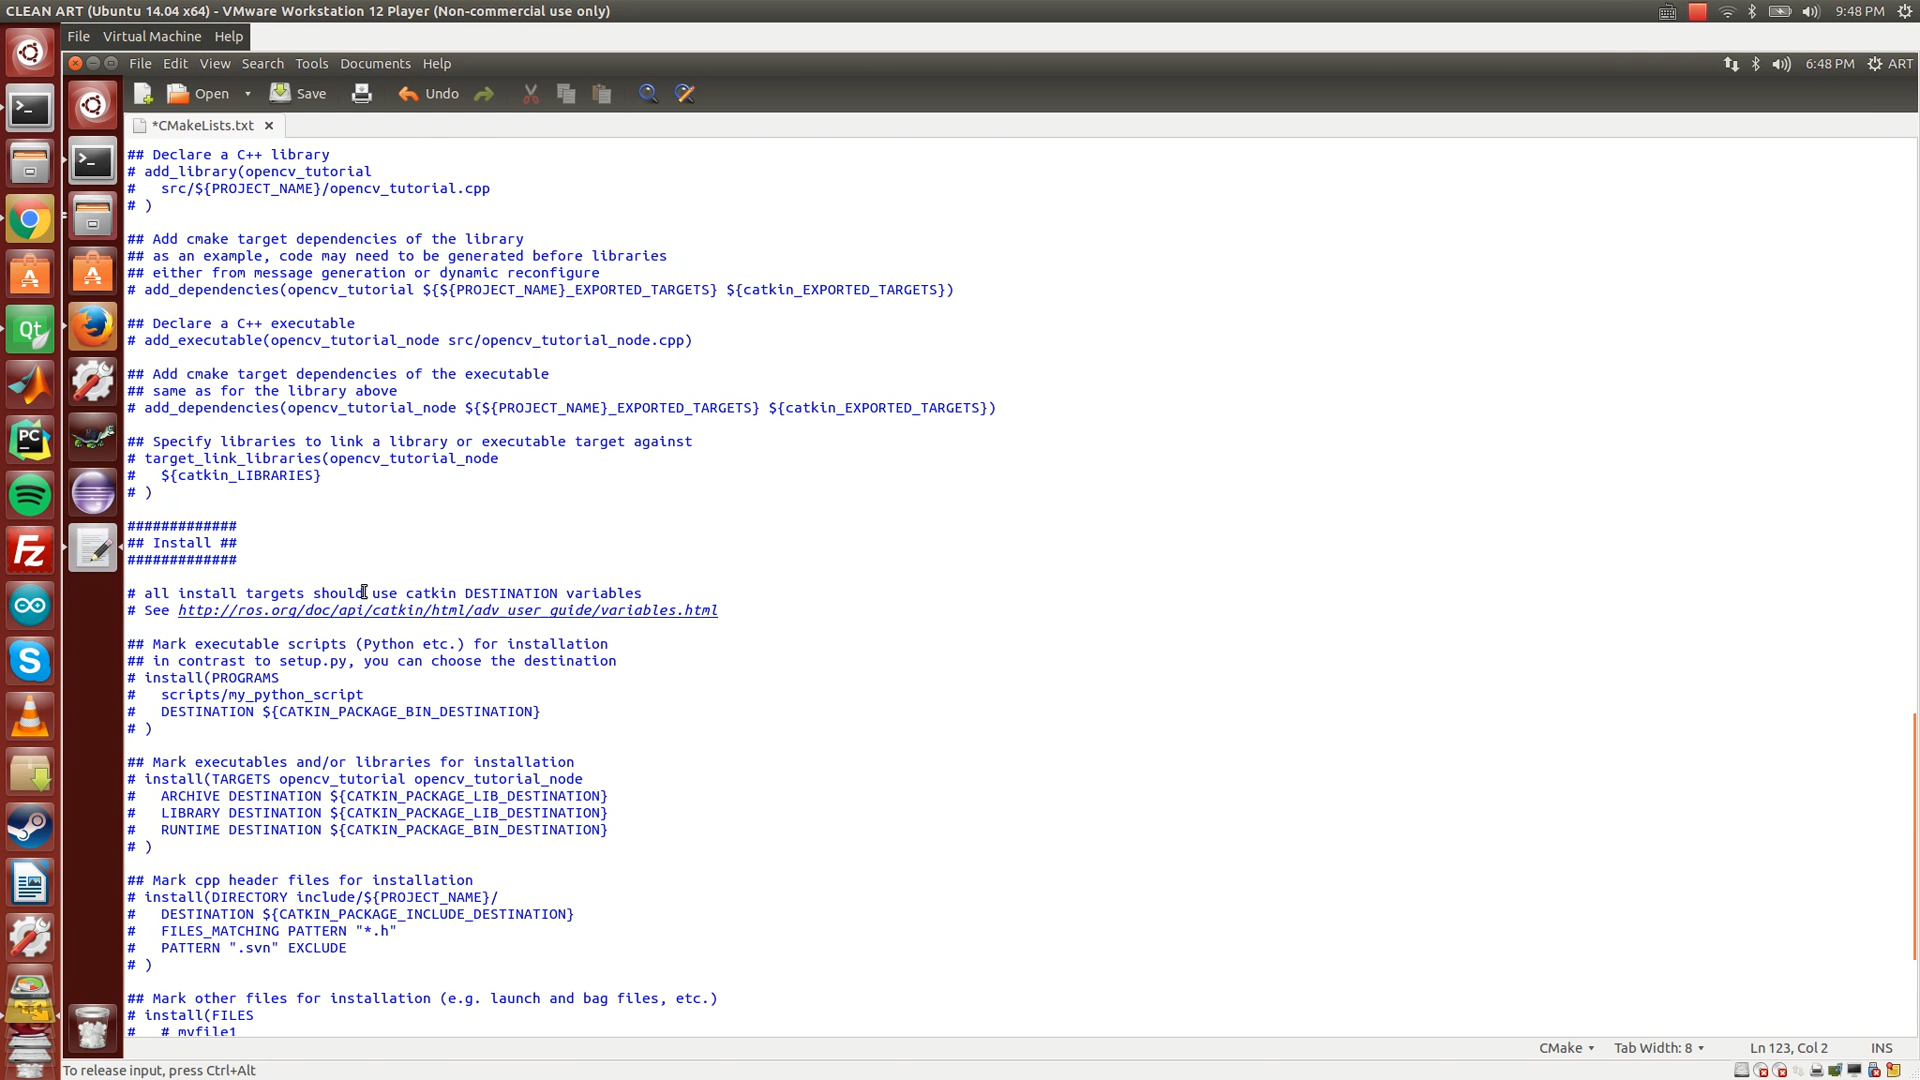 CLEAN ART (Ubuntu 14.04 x64) - VMware Workstation 12 Player (Non-commercial use only)
9:48 PM
File Virtual Machine Help
File Edit View Search Tools Documents Help
6:48 PM ART
Open Save Undo
*CMakeLists.txt
## Declare a C++ library
# add_library(opencv_tutorial
#   src/${PROJECT_NAME}/opencv_tutorial.cpp
# )
## Add cmake target dependencies of the library
## as an example, code may need to be generated before libraries
## either from message generation or dynamic reconfigure
# add_dependencies(opencv_tutorial ${${PROJECT_NAME}_EXPORTED_TARGETS} ${catkin_EXPORTED_TARGETS})
## Declare a C++ executable
# add_executable(opencv_tutorial_node src/opencv_tutorial_node.cpp)
## Add cmake target dependencies of the executable
## same as for the library above
# add_dependencies(opencv_tutorial_node ${${PROJECT_NAME}_EXPORTED_TARGETS} ${catkin_EXPORTED_TARGETS})
## Specify libraries to link a library or executable target against
# target_link_libraries(opencv_tutorial_node
#   ${catkin_LIBRARIES}
# )
#############
## Install ##
#############
# all install targets should use catkin DESTINATION variables
# See http://ros.org/doc/api/catkin/html/adv_user_guide/variables.html
## Mark executable scripts (Python etc.) for installation
## in contrast to setup.py, you can choose the destination
# install(PROGRAMS
#   scripts/my_python_script
#   DESTINATION ${CATKIN_PACKAGE_BIN_DESTINATION}
# )
## Mark executables and/or libraries for installation
# install(TARGETS opencv_tutorial opencv_tutorial_node
#   ARCHIVE DESTINATION ${CATKIN_PACKAGE_LIB_DESTINATION}
#   LIBRARY DESTINATION ${CATKIN_PACKAGE_LIB_DESTINATION}
#   RUNTIME DESTINATION ${CATKIN_PACKAGE_BIN_DESTINATION}
# )
## Mark cpp header files for installation
# install(DIRECTORY include/${PROJECT_NAME}/
#   DESTINATION ${CATKIN_PACKAGE_INCLUDE_DESTINATION}
#   FILES_MATCHING PATTERN "*.h"
#   PATTERN ".svn" EXCLUDE
# )
## Mark other files for installation (e.g. launch and bag files, etc.)
# install(FILES
#   # myfile1
CMake Tab Width: 8 Ln 123, Col 2 INS
To release input, press Ctrl+Alt
Qt
PC
Fz